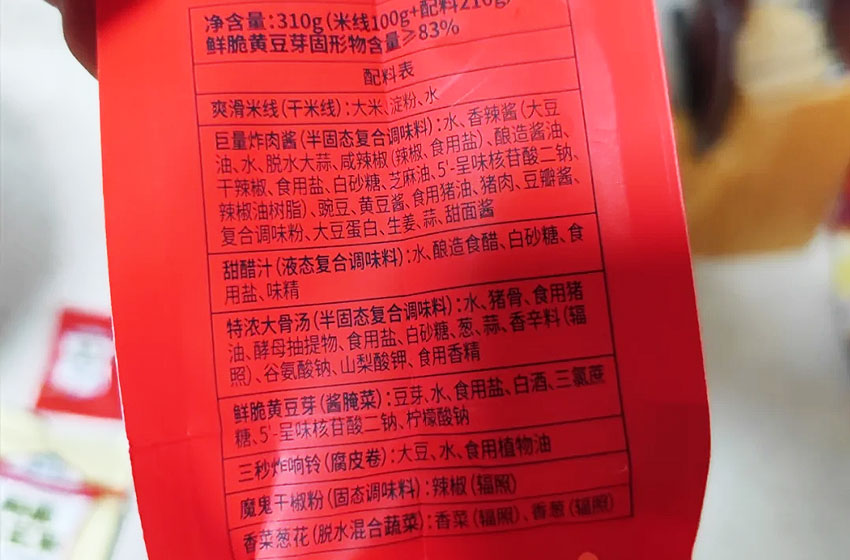 净含量:310g(米线100g+配料210g)
鲜脆黄豆芽固形物含量≥83%
配料表
爽滑米线(干米线):大米、淀粉、水
巨量炸肉酱(半固态复合调味料):水、香辣酱(大豆
油、水、脱水大蒜、咸辣椒(辣椒、食用盐)、酿造酱油、
干辣椒、食用盐、白砂糖、芝麻油、5'-呈味核苷酸二钠、
辣椒油树脂)、豌豆、黄豆酱、食用猪油、猪肉、豆瓣酱、
复合调味粉、大豆蛋白、生姜、蒜、甜面酱
甜醋汁(液态复合调味料):水、酿造食醋、白砂糖、食
用盐、味精
特浓大骨汤(半固态复合调味料):水、猪骨、食用猪
油、酵母抽提物、食用盐、白砂糖、葱、蒜、香辛料(辐
照)、谷氨酸钠、山梨酸钾、食用香精
鲜脆黄豆芽(酱腌菜):豆芽、水、食用盐、白酒、三氯蔗
糖、5'-呈味核苷酸二钠、柠檬酸钠
三秒炸响铃(腐皮卷):大豆、水、食用植物油
魔鬼干椒粉(固态调味料):辣椒(辐照)
香菜葱花(脱水混合蔬菜):香菜(辐照)、香葱(辐照)